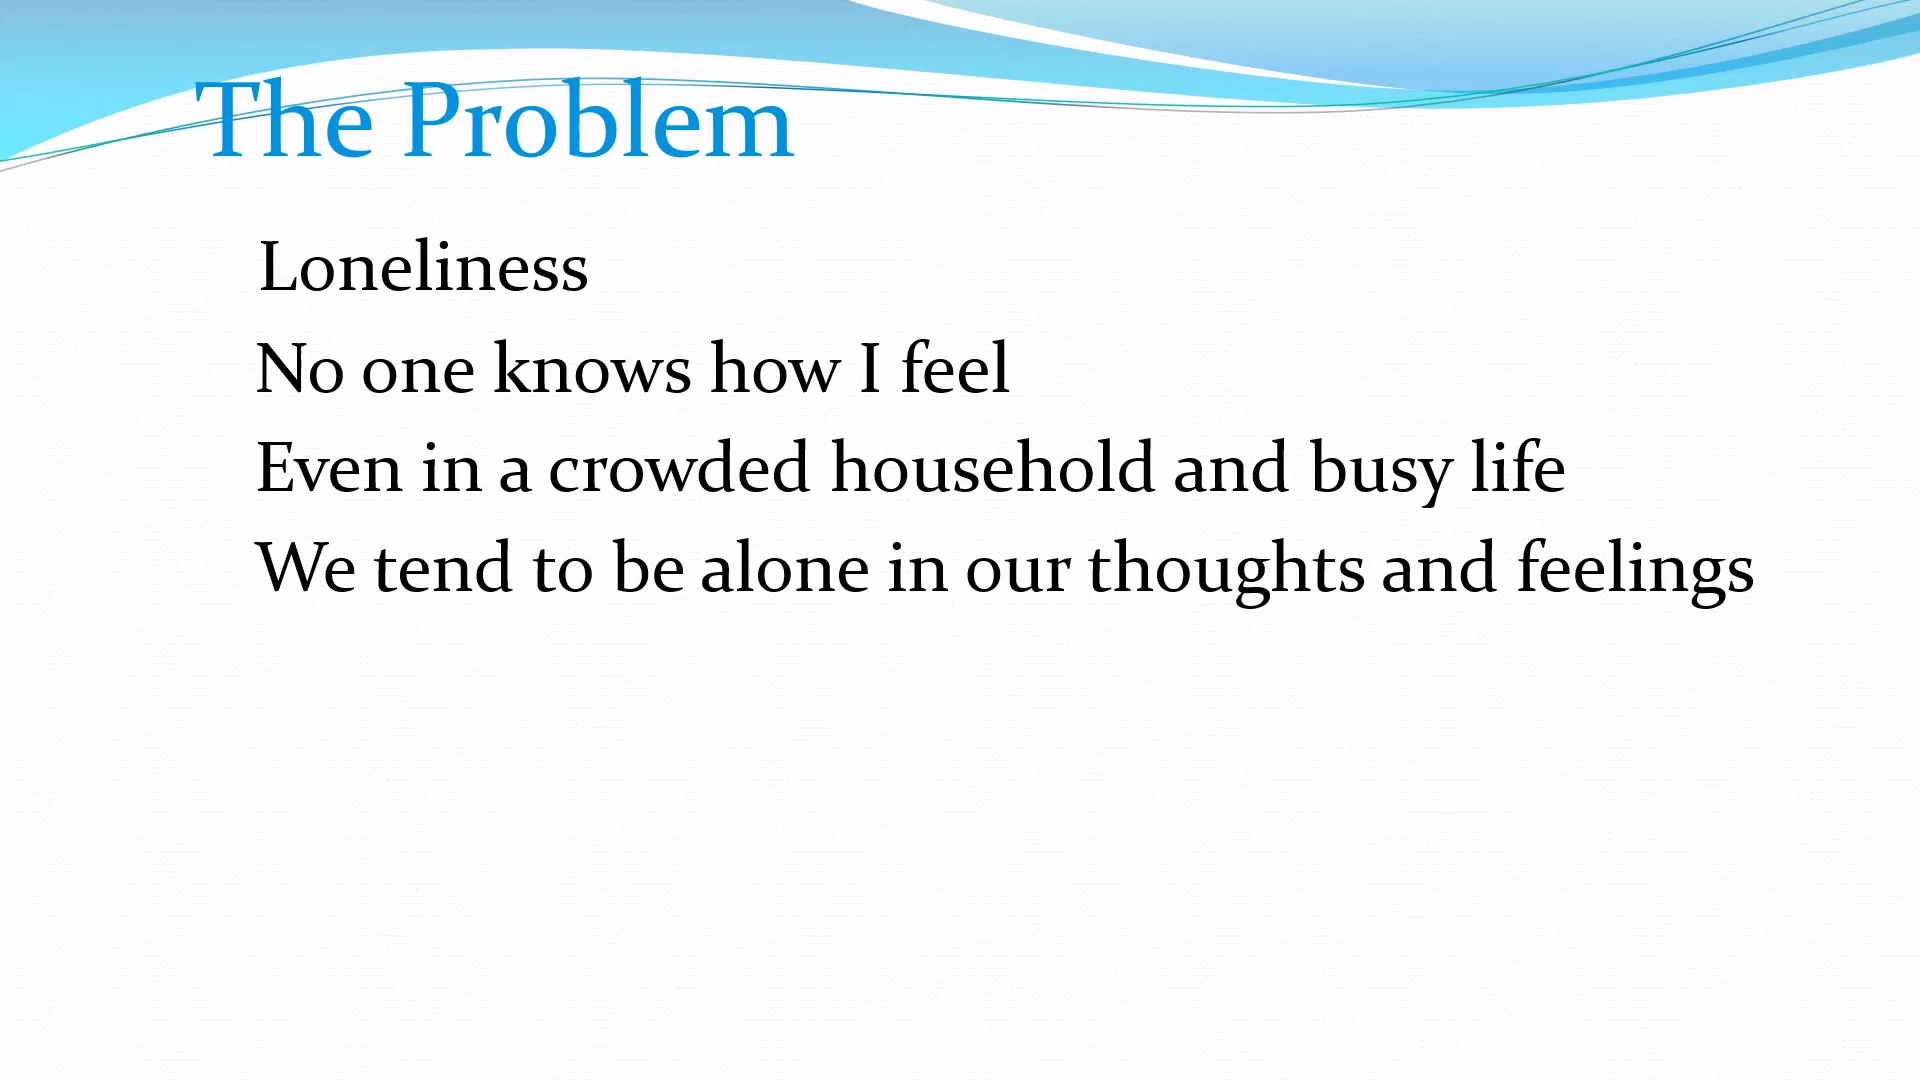 The Problem
Loneliness
No one knows how I feel
Even in a crowded household and busy life
We tend to be alone in our thoughts and feelings